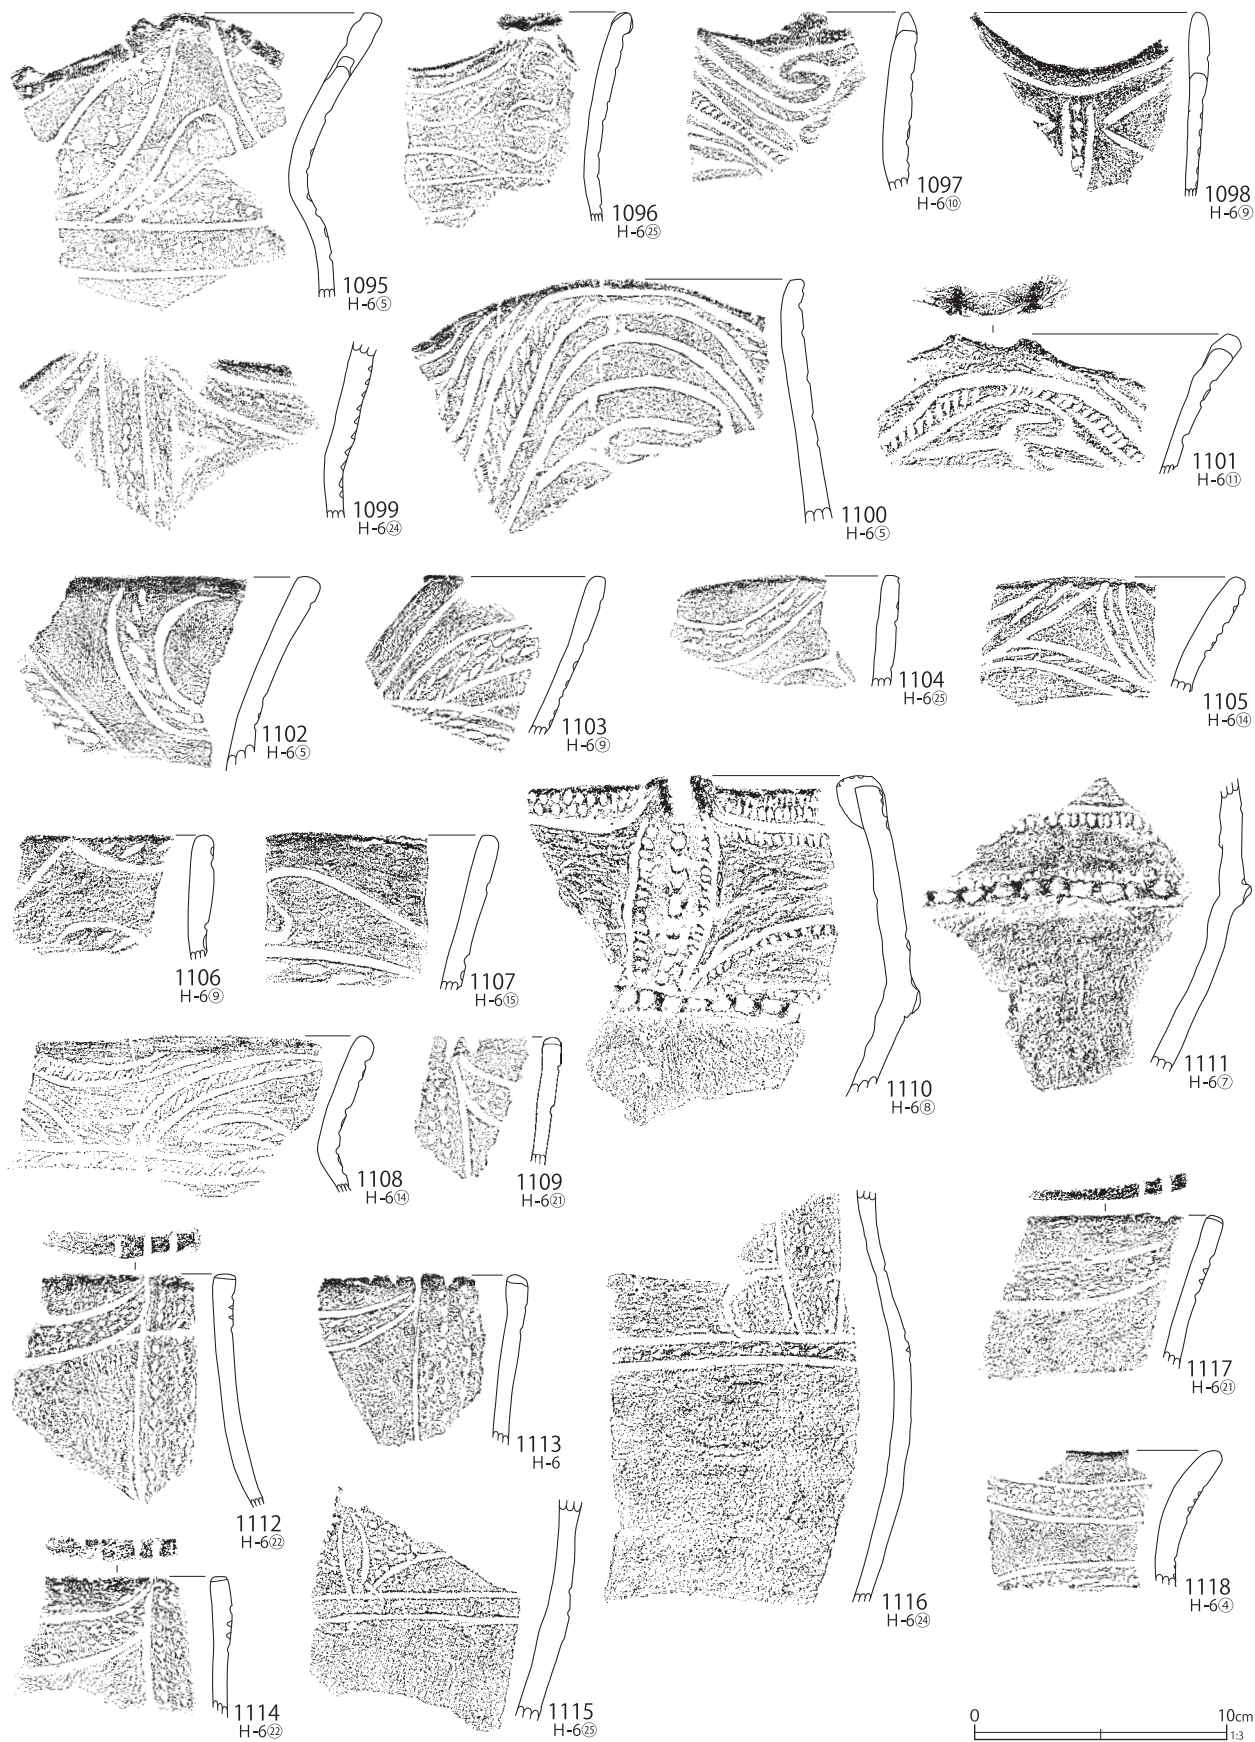 1095
H-6⑤
1096
H-6㉕
1097
H-6⑩
1098
H-6⑨
1099
H-6㉔
1100
H-6⑤
1101
H-6⑪
1102
H-6⑤
1103
H-6⑨
1104
H-6㉕
1105
H-6⑭
1106
H-6⑨
1107
H-6⑮
1108
H-6⑭
1109
H-6㉑
1110
H-6⑧
1111
H-6⑦
1112
H-6㉒
1113
H-6
1114
H-6㉒
1115
H-6㉕
1116
H-6㉔
1117
H-6㉑
1118
H-6④
0 10cm
1:3